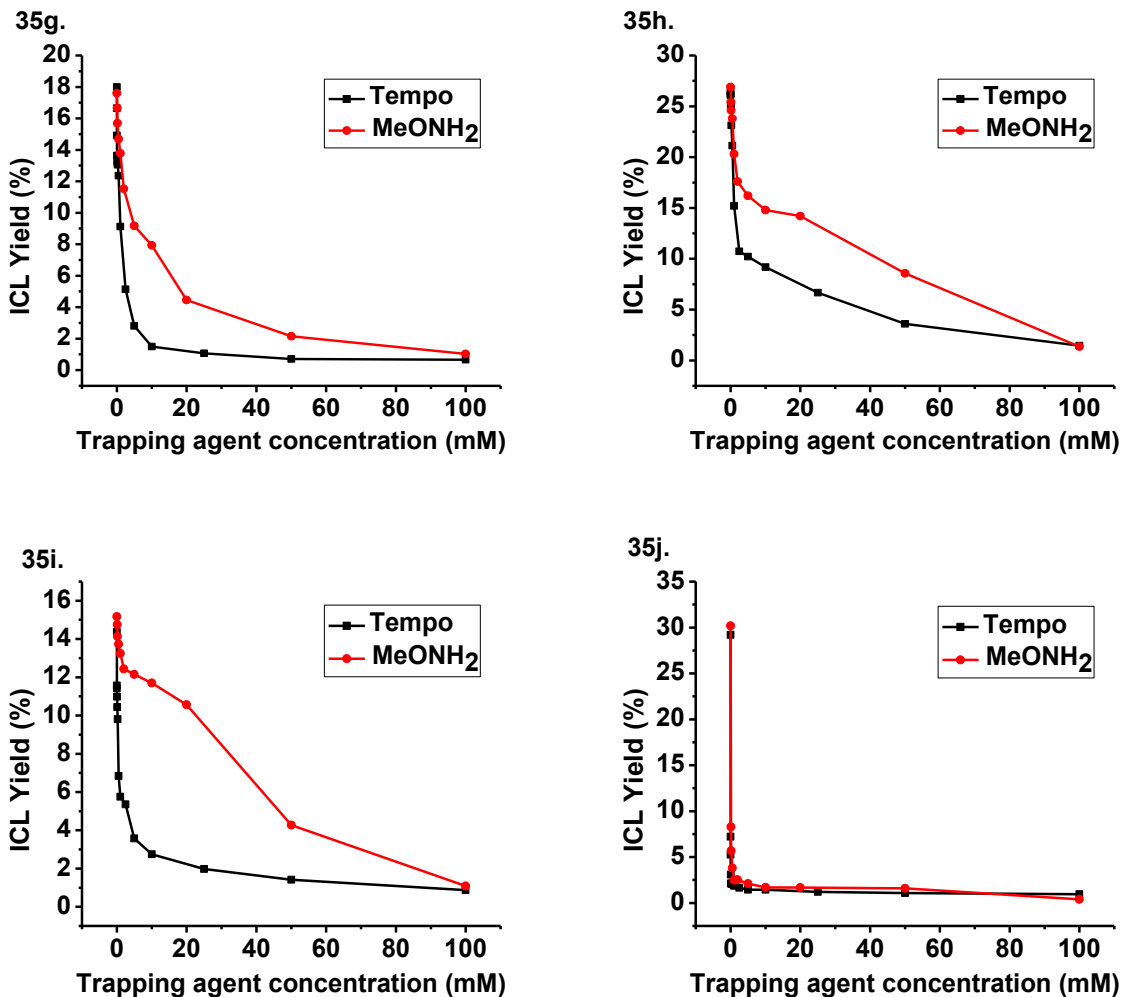 35g.
20
18
16
14
12
10
8
6
4
2
0
ICL Yield (%)
Tempo
MeONH2
0 20 40 60 80 100
Trapping agent concentration (mM)
35h.
30
25
20
15
10
5
0
ICL Yield (%)
Tempo
MeONH2
0 20 40 60 80 100
Trapping agent concentration (mM)
35i.
16
14
12
10
8
6
4
2
0
ICL Yield (%)
Tempo
MeONH2
0 20 40 60 80 100
Trapping agent concentration (mM)
35j.
35
30
25
20
15
10
5
0
ICL Yield (%)
Tempo
MeONH2
0 20 40 60 80 100
Trapping agent concentration (mM)